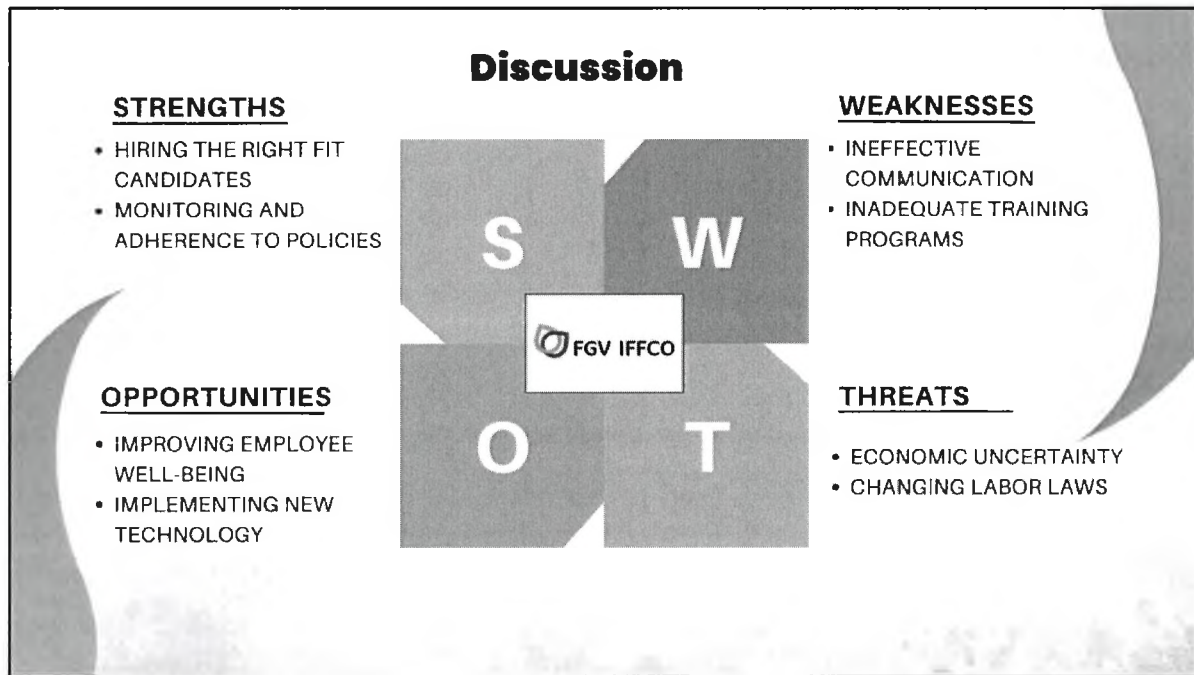 Discussion
STRENGTHS
• HIRING THE RIGHT FIT
CANDIDATES
• MONITORING AND
ADHERENCE TO POLICIES
WEAKNESSES
• INEFFECTIVE
COMMUNICATION
• INADEQUATE TRAINING
PROGRAMS
S
W
FGV IFFCO
O
T
OPPORTUNITIES
• IMPROVING EMPLOYEE
WELL-BEING
• IMPLEMENTING NEW
TECHNOLOGY
THREATS
• ECONOMIC UNCERTAINTY
• CHANGING LABOR LAWS